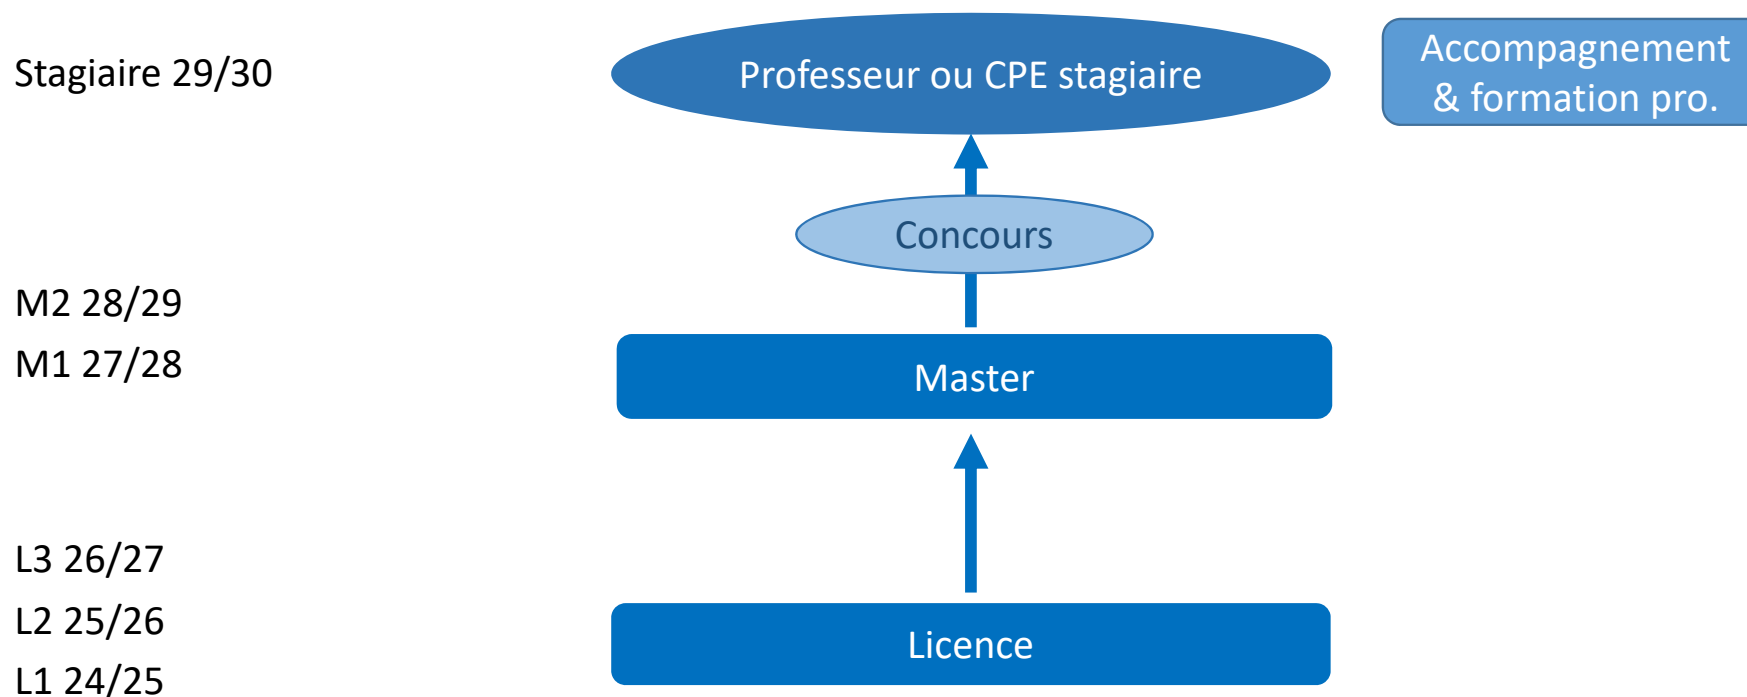 Stagiaire 29/30
Professeur ou CPE stagiaire
Accompagnement
& formation pro.
Concours
M2 28/29
M1 27/28
Master
L3 26/27
L2 25/26
Licence
L1 24/25